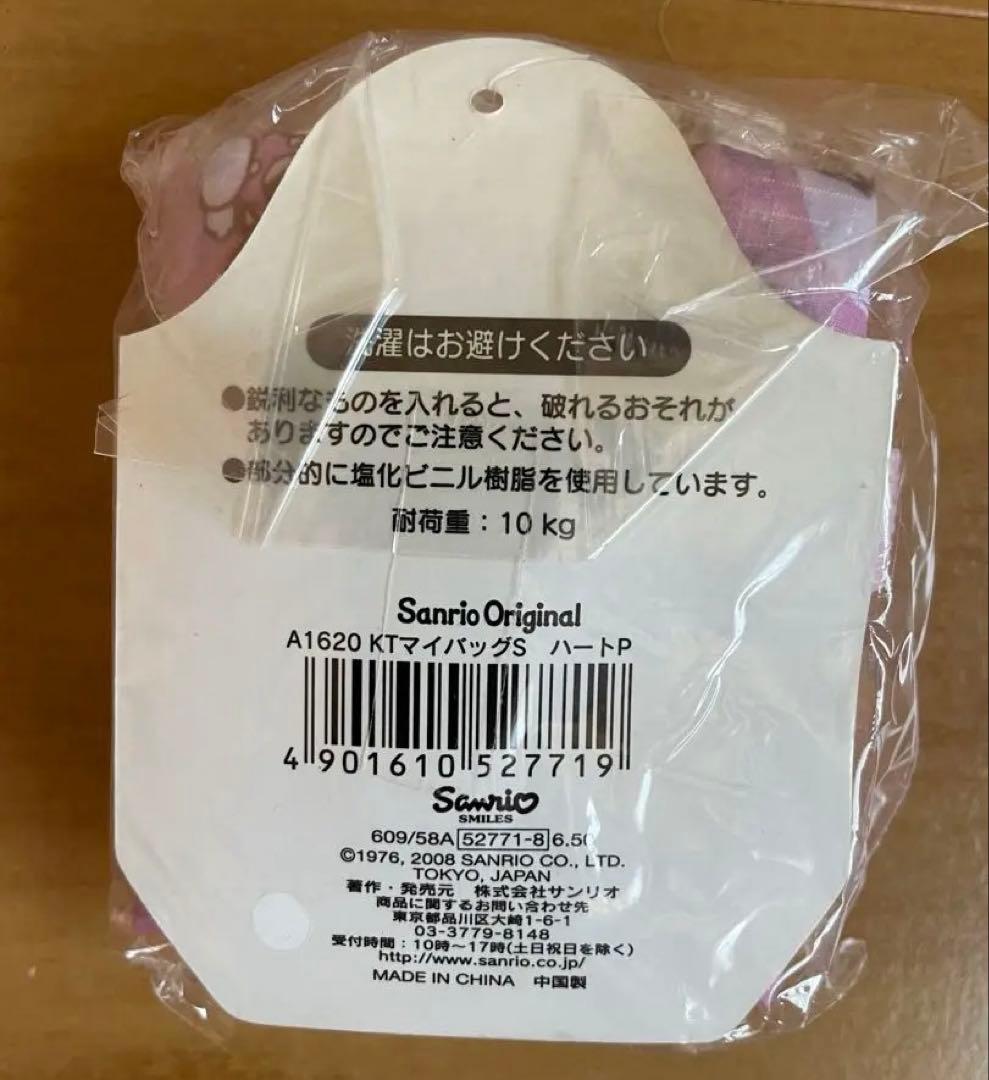 洗濯はお避けください
●鋭利なものを入れると、破れるおそれが
ありますのでご注意ください。
●部分的に塩化ビニル樹脂を使用しています。
耐荷重：10 kg
Sanrio Original
A1620 KTマイバッグS　ハートP
4 901610 527719
Sanrio
SMILES
609/58A 52771-8 6.50
©1976, 2008 SANRIO CO., LTD.
TOKYO, JAPAN
著作・発売元　株式会社サンリオ
商品に関するお問い合わせ先
東京都品川区大崎1-6-1
03-3779-8148
受付時間：10時〜17時(土日祝日を除く)
http://www.sanrio.co.jp/
MADE IN CHINA　中国製